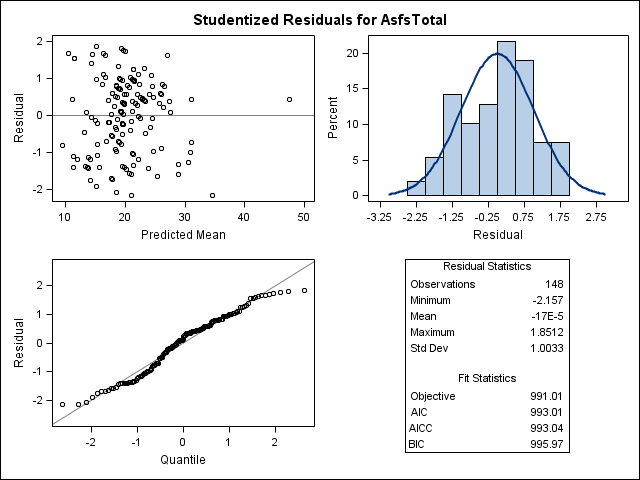 Studentized Residuals for AsfsTotal
2
1
0
-1
-2
Residual
10 20 30 40 50
Predicted Mean
20
15
10
5
0
Percent
-3.25 -2.25 -1.25 -0.25 0.75 1.75 2.75
Residual
2
1
0
-1
-2
Residual
-2 -1 0 1 2
Quantile
Residual Statistics
Observations 148
Minimum -2.157
Mean -17E-5
Maximum 1.8512
Std Dev 1.0033
Fit Statistics
Objective 991.01
AIC 993.01
AICC 993.04
BIC 995.97